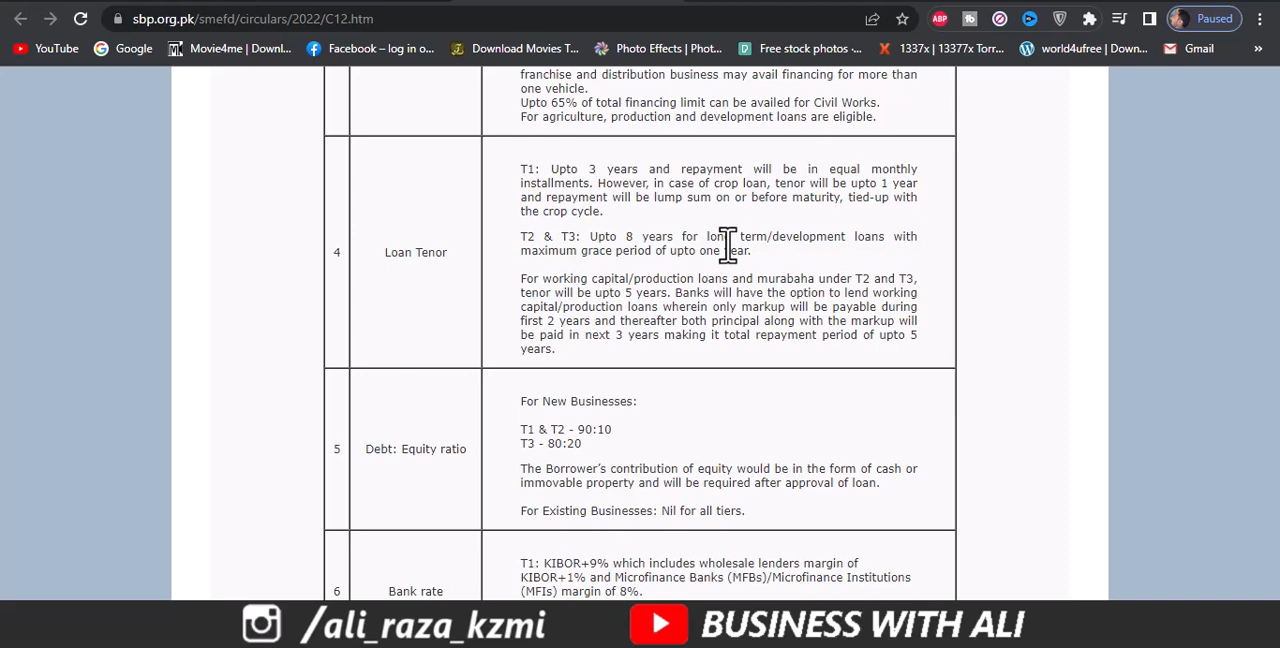 sbp.org.pk/smefd/circulars/2022/C12.htm
ABP
Paused
YouTube
Google
Movie4me | Downl...
Facebook – log in o...
Download Movies T...
Photo Effects | Phot...
Free stock photos ·...
1337x | 13377x Torr...
world4ufree | Down...
Gmail
»
franchise and distribution business may avail financing for more than
one vehicle.
Upto 65% of total financing limit can be availed for Civil Works.
For agriculture, production and development loans are eligible.
4
Loan Tenor
T1: Upto 3 years and repayment will be in equal monthly
installments. However, in case of crop loan, tenor will be upto 1 year
and repayment will be lump sum on or before maturity, tied-up with
the crop cycle.
T2 & T3: Upto 8 years for long term/development loans with
maximum grace period of upto one year.
For working capital/production loans and murabaha under T2 and T3,
tenor will be upto 5 years. Banks will have the option to lend working
capital/production loans wherein only markup will be payable during
first 2 years and thereafter both principal along with the markup will
be paid in next 3 years making it total repayment period of upto 5
years.
5
Debt: Equity ratio
For New Businesses:
T1 & T2 - 90:10
T3 - 80:20
The Borrower's contribution of equity would be in the form of cash or
immovable property and will be required after approval of loan.
For Existing Businesses: Nil for all tiers.
6
Bank rate
T1: KIBOR+9% which includes wholesale lenders margin of
KIBOR+1% and Microfinance Banks (MFBs)/Microfinance Institutions
(MFIs) margin of 8%.
/ali_raza_kzmi
BUSINESS WITH ALI